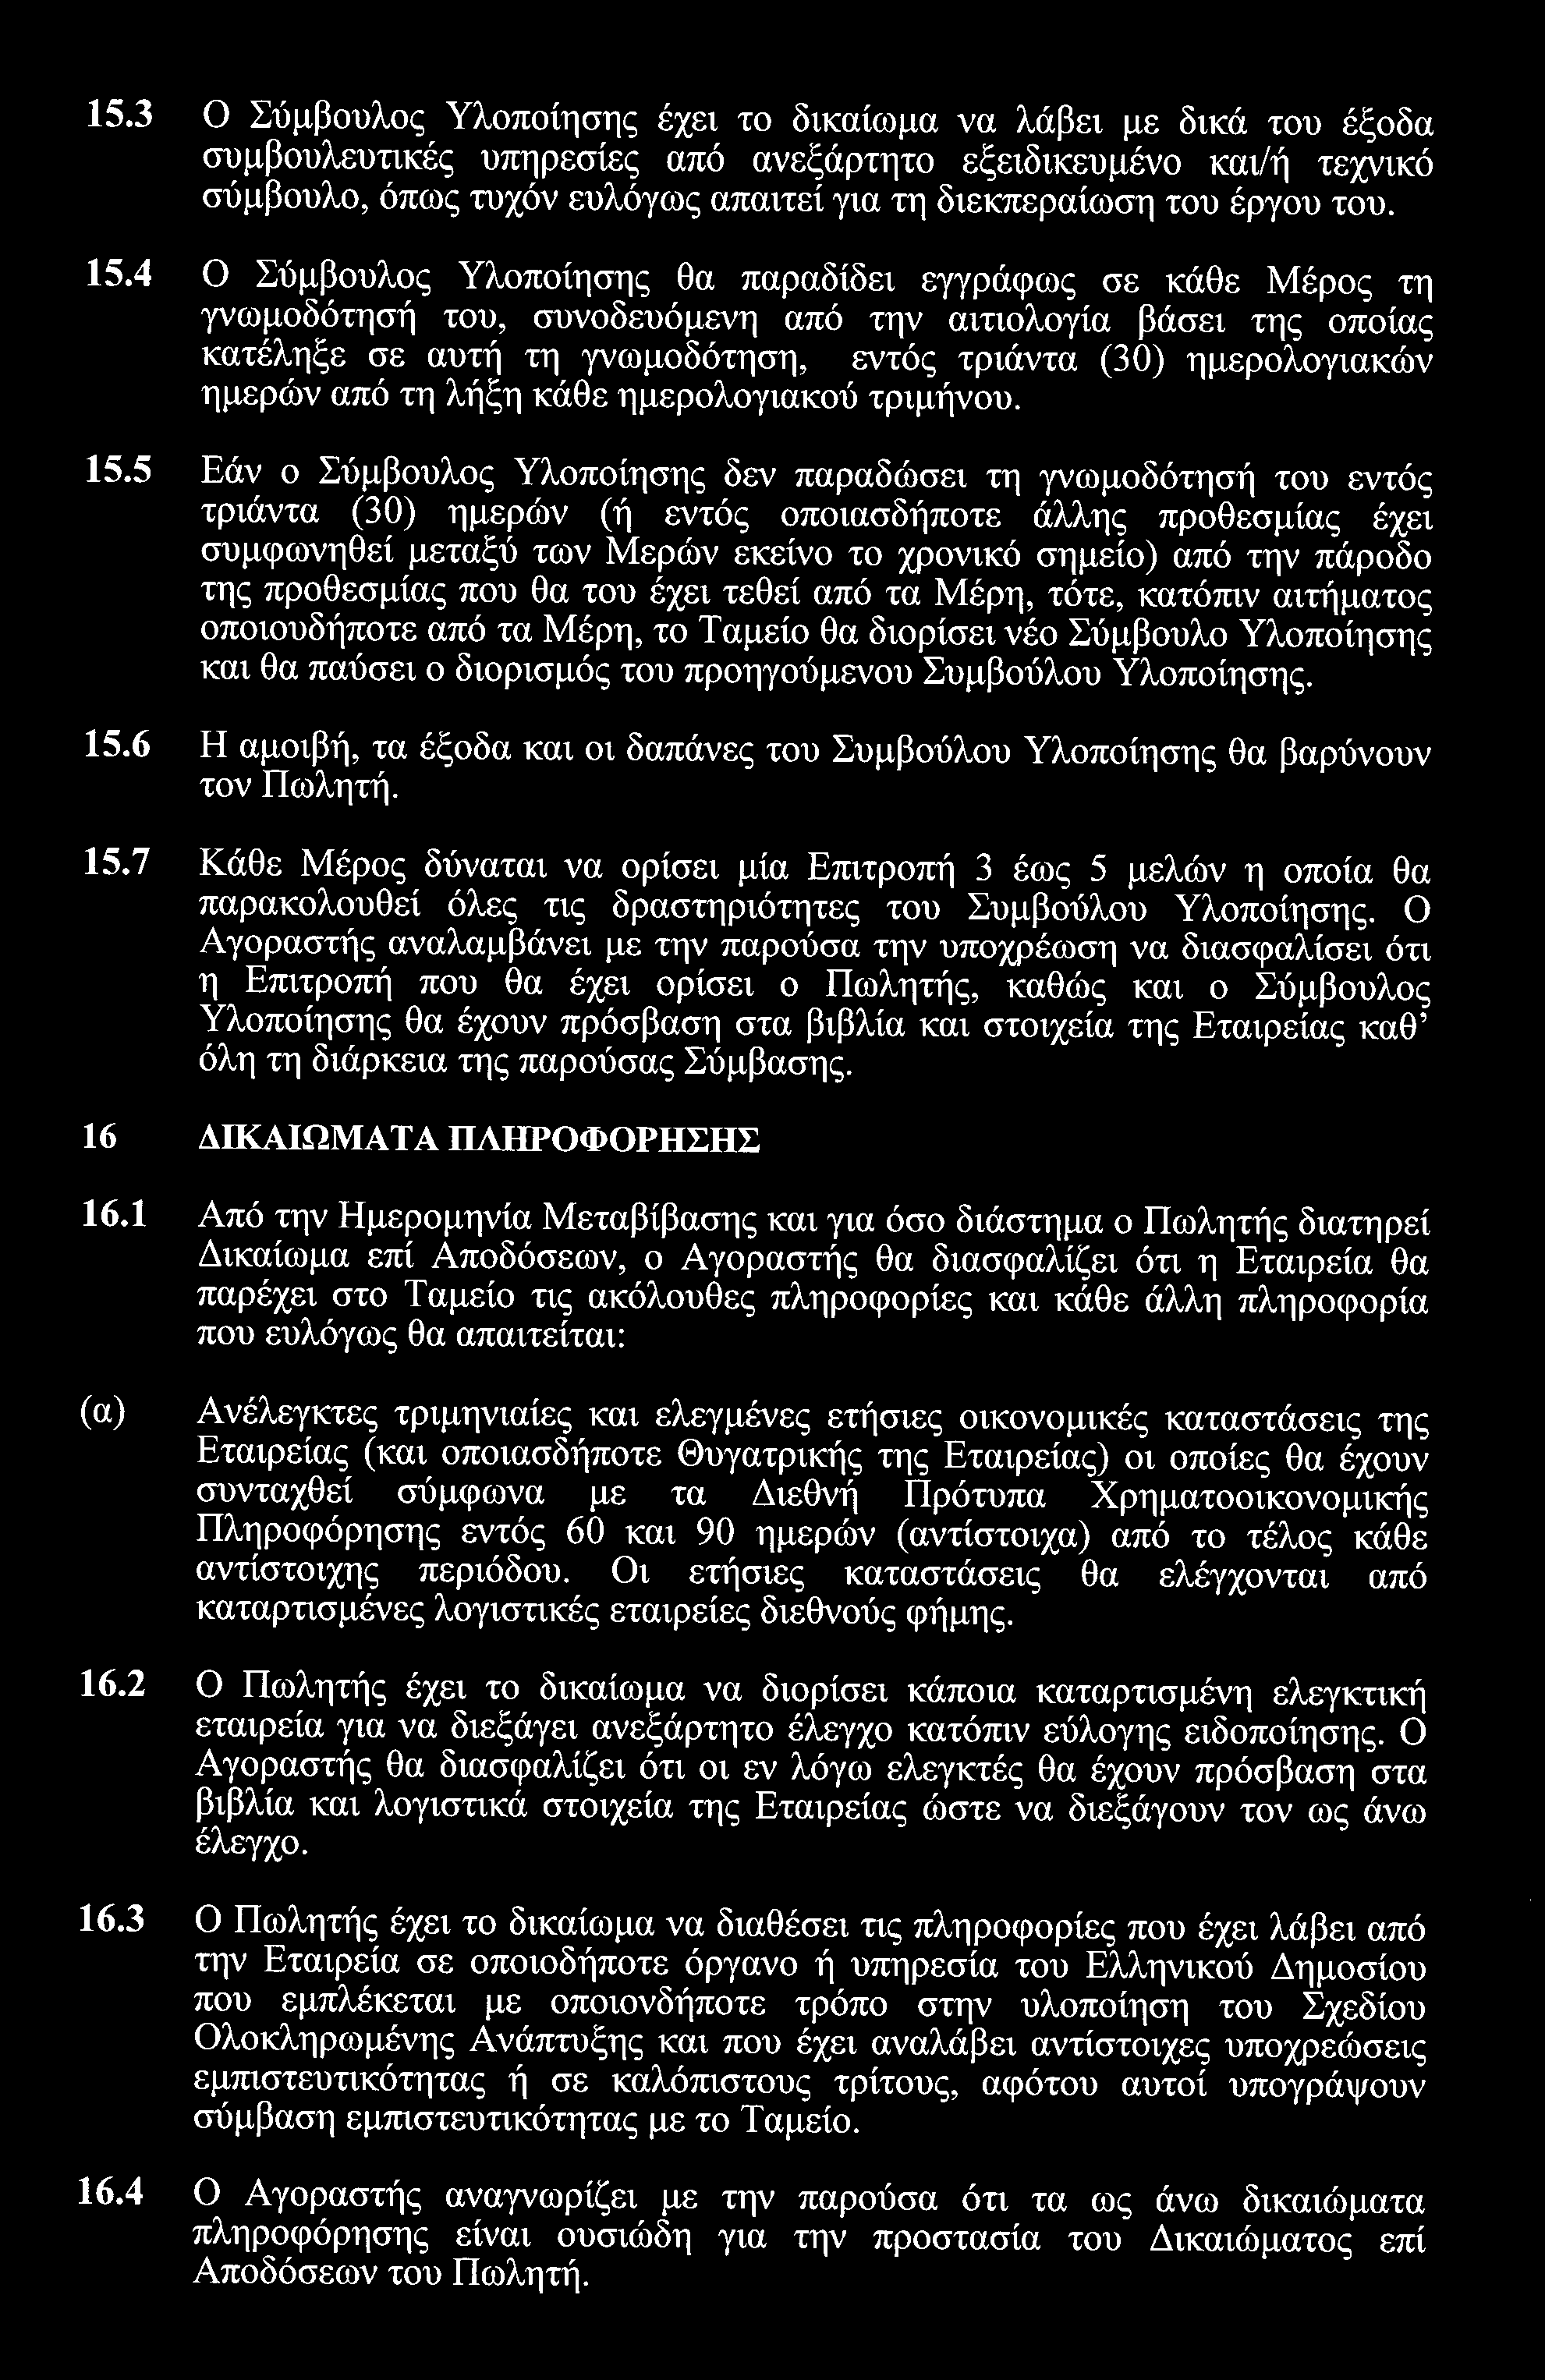 15.3 Ο Σύμβουλος Υλοποίησης έχει το δικαίωμα να λάβει με δικά του έξοδα
συμβουλευτικές υπηρεσίες από ανεξάρτητο εξειδικευμένο και/ή τεχνικό
σύμβουλο, όπως τυχόν ευλόγως απαιτεί για τη διεκπεραίωση του έργου του.
15.4 Ο Σύμβουλος Υλοποίησης θα παραδίδει εγγράφως σε κάθε Μέρος τη
γνωμοδότησή του, συνοδευόμενη από την αιτιολογία βάσει της οποίας
κατέληξε σε αυτή τη γνωμοδότηση, εντός τριάντα (30) ημερολογιακών
ημερών από τη λήξη κάθε ημερολογιακού τριμήνου.
15.5 Εάν ο Σύμβουλος Υλοποίησης δεν παραδώσει τη γνωμοδότησή του εντός
τριάντα (30) ημερών (ή εντός οποιασδήποτε άλλης προθεσμίας έχει
συμφωνηθεί μεταξύ των Μερών εκείνο το χρονικό σημείο) από την πάροδο
της προθεσμίας που θα του έχει τεθεί από τα Μέρη, τότε, κατόπιν αιτήματος
οποιουδήποτε από τα Μέρη, το Ταμείο θα διορίσει νέο Σύμβουλο Υλοποίησης
και θα παύσει ο διορισμός του προηγούμενου Συμβούλου Υλοποίησης.
15.6 Η αμοιβή, τα έξοδα και οι δαπάνες του Συμβούλου Υλοποίησης θα βαρύνουν
τον Πωλητή.
15.7 Κάθε Μέρος δύναται να ορίσει μία Επιτροπή 3 έως 5 μελών η οποία θα
παρακολουθεί όλες τις δραστηριότητες του Συμβούλου Υλοποίησης. Ο
Αγοραστής αναλαμβάνει με την παρούσα την υποχρέωση να διασφαλίσει ότι
η Επιτροπή που θα έχει ορίσει ο Πωλητής, καθώς και ο Σύμβουλος
Υλοποίησης θα έχουν πρόσβαση στα βιβλία και στοιχεία της Εταιρείας καθ’
όλη τη διάρκεια της παρούσας Σύμβασης.
16 ΔΙΚΑΙΩΜΑΤΑ ΠΛΗΡΟΦΟΡΗΣΗΣ
16.1 Από την Ημερομηνία Μεταβίβασης και για όσο διάστημα ο Πωλητής διατηρεί
Δικαίωμα επί Αποδόσεων, ο Αγοραστής θα διασφαλίζει ότι η Εταιρεία θα
παρέχει στο Ταμείο τις ακόλουθες πληροφορίες και κάθε άλλη πληροφορία
που ευλόγως θα απαιτείται:
(α) Ανέλεγκτες τριμηνιαίες και ελεγμένες ετήσιες οικονομικές καταστάσεις της
Εταιρείας (και οποιασδήποτε Θυγατρικής της Εταιρείας) οι οποίες θα έχουν
συνταχθεί σύμφωνα με τα Διεθνή Πρότυπα Χρηματοοικονομικής
Πληροφόρησης εντός 60 και 90 ημερών (αντίστοιχα) από το τέλος κάθε
αντίστοιχης περιόδου. Οι ετήσιες καταστάσεις θα ελέγχονται από
καταρτισμένες λογιστικές εταιρείες διεθνούς φήμης.
16.2 Ο Πωλητής έχει το δικαίωμα να διορίσει κάποια καταρτισμένη ελεγκτική
εταιρεία για να διεξάγει ανεξάρτητο έλεγχο κατόπιν εύλογης ειδοποίησης. Ο
Αγοραστής θα διασφαλίζει ότι οι εν λόγω ελεγκτές θα έχουν πρόσβαση στα
βιβλία και λογιστικά στοιχεία της Εταιρείας ώστε να διεξάγουν τον ως άνω
έλεγχο.
16.3 Ο Πωλητής έχει το δικαίωμα να διαθέσει τις πληροφορίες που έχει λάβει από
την Εταιρεία σε οποιοδήποτε όργανο ή υπηρεσία του Ελληνικού Δημοσίου
που εμπλέκεται με οποιονδήποτε τρόπο στην υλοποίηση του Σχεδίου
Ολοκληρωμένης Ανάπτυξης και που έχει αναλάβει αντίστοιχες υποχρεώσεις
εμπιστευτικότητας ή σε καλόπιστους τρίτους, αφότου αυτοί υπογράψουν
σύμβαση εμπιστευτικότητας με το Ταμείο.
16.4 Ο Αγοραστής αναγνωρίζει με την παρούσα ότι τα ως άνω δικαιώματα
πληροφόρησης είναι ουσιώδη για την προστασία του Δικαιώματος επί
Αποδόσεων του Πωλητή.